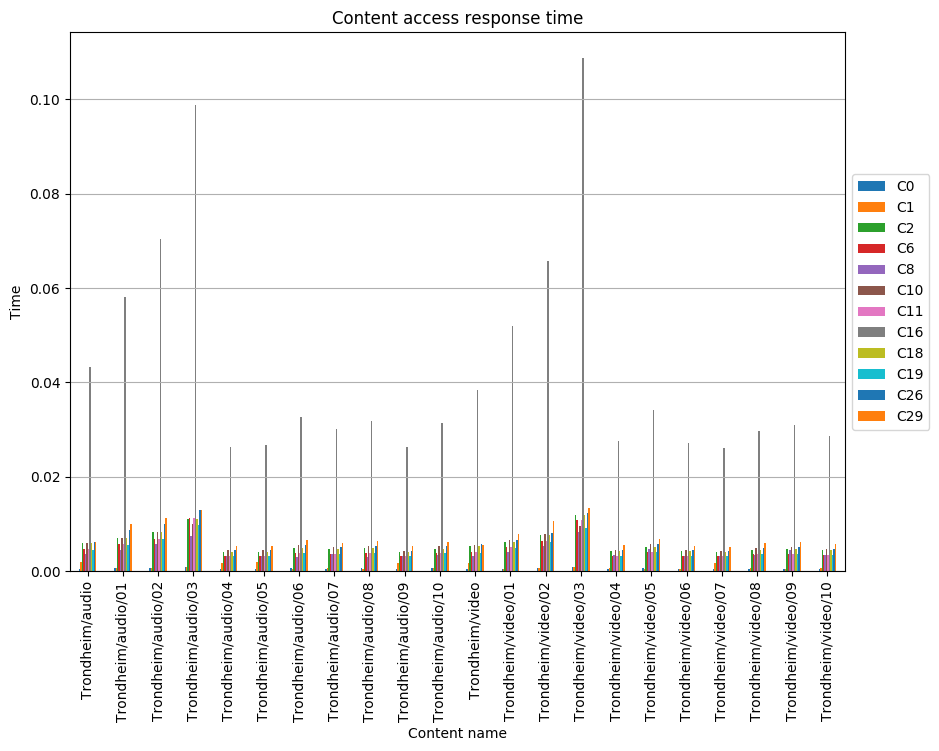 Content access response time
0.10
0.08
0.06
0.04
0.02
0.00
Time
Trondheim/audio
Trondheim/audio/01
Trondheim/audio/02
Trondheim/audio/03
Trondheim/audio/04
Trondheim/audio/05
Trondheim/audio/06
Trondheim/audio/07
Trondheim/audio/08
Trondheim/audio/09
Trondheim/audio/10
Trondheim/video
Trondheim/video/01
Trondheim/video/02
Trondheim/video/03
Trondheim/video/04
Trondheim/video/05
Trondheim/video/06
Trondheim/video/07
Trondheim/video/08
Trondheim/video/09
Trondheim/video/10
Content name
C0
C1
C2
C6
C8
C10
C11
C16
C18
C19
C26
C29